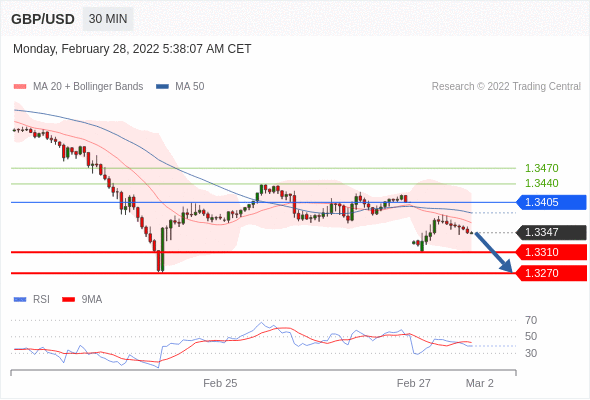 GBP/USD 30 MIN
Monday, February 28, 2022 5:38:07 AM CET
MA 20 + Bollinger Bands MA 50 Research © 2022 Trading Central
1.3470
1.3440
1.3405
1.3347
1.3310
1.3270
RSI 9MA
70
50
30
Feb 25 Feb 27 Mar 2